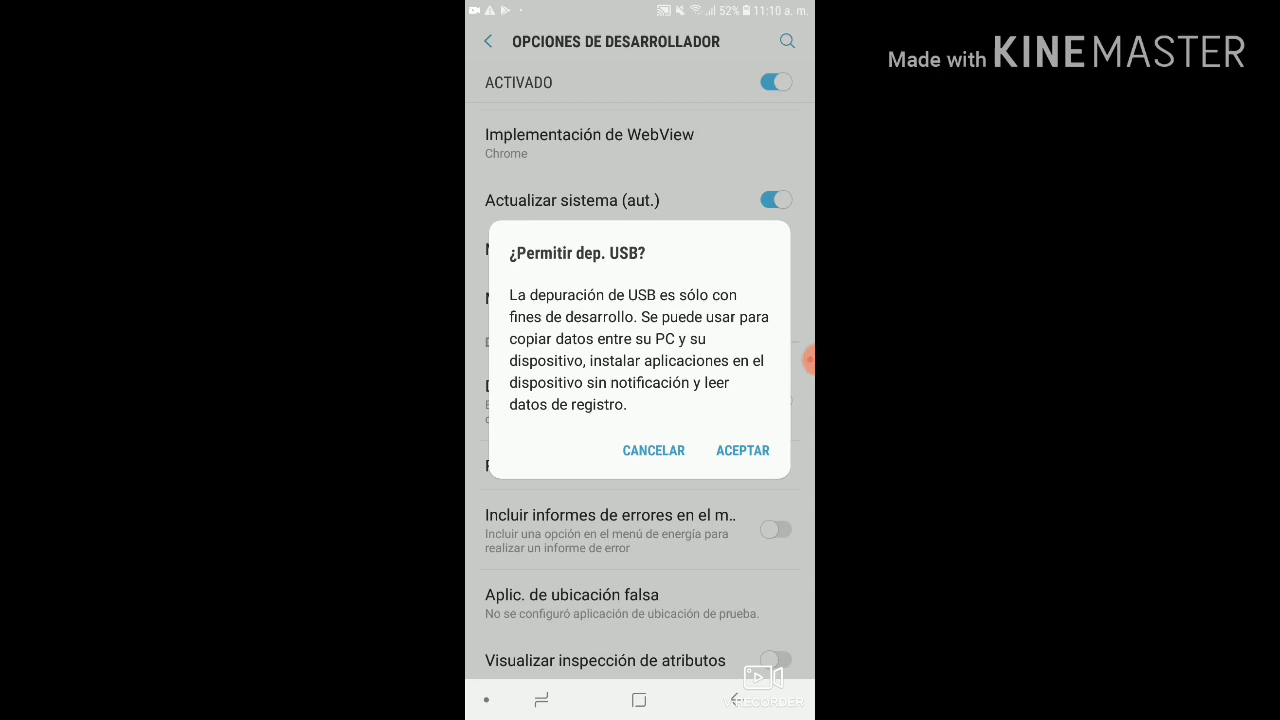 52% 11:10 a. m.
Made with KINEMASTER
OPCIONES DE DESARROLLADOR
ACTIVADO
Implementación de WebView
Chrome
Actualizar sistema (aut.)
¿Permitir dep. USB?
La depuración de USB es sólo con
fines de desarrollo. Se puede usar para
copiar datos entre su PC y su
dispositivo, instalar aplicaciones en el
dispositivo sin notificación y leer
datos de registro.
CANCELAR ACEPTAR
Incluir informes de errores en el m..
Incluir una opción en el menú de energía para
realizar un informe de error
Aplic. de ubicación falsa
No se configuró aplicación de ubicación de prueba.
Visualizar inspección de atributos